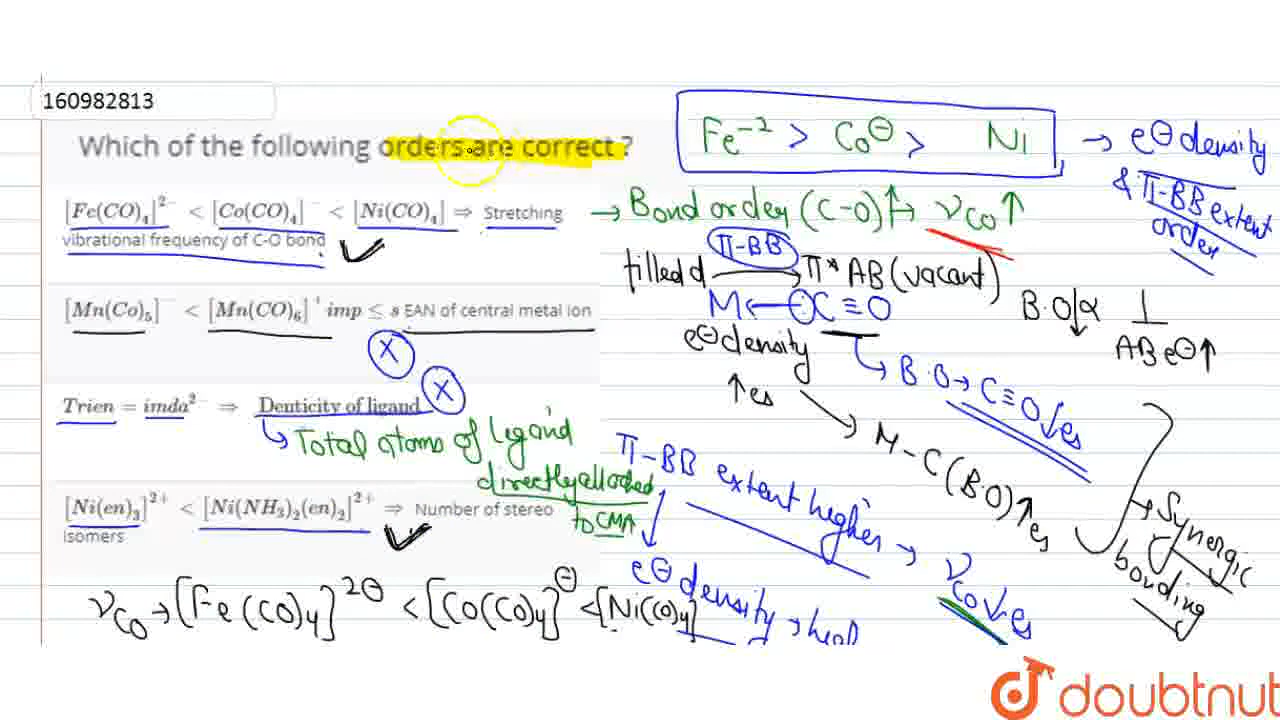 160982813
Which of the following orders are correct ?
[Fe(CO)₄]²⁻ < [Co(CO)₄]⁻ < [Ni(CO)₄] ⇒ Stretching
vibrational frequency of C-O bond
[Mn(Co)₅]⁻ < [Mn(CO)₆]⁺ imp ≤ s EAN of central metal ion
X
X
Trien = imda²⁻ ⇒ Denticity of ligand
↳ Total atoms of ligand
directly attached
to CMA
[Ni(en)₃]²⁺ < [Ni(NH₃)₂(en)₂]²⁺ ⇒ Number of stereo
isomers
ν CO → [Fe(CO)₄]²⊖ < [Co(CO)₄]⊖ < [Ni(CO)₄]
Fe⁻² > Co⊖ > Ni
→ e⊖ density
& Π-BB extent
order
→ Bond order (C-O)↑ → ν CO ↑
Π-BB
filled d → Π* AB (vacant)
M ← :C≡O
e⊖ density
↑es
B.O↓ α 1/AB e⊖↑
↳ B.O → C≡O↓es
M-C (B.O)↑es
→ Synergic
bonding
Π-BB extent higher → ν CO ↓es
e⊖ density →
doubtnut